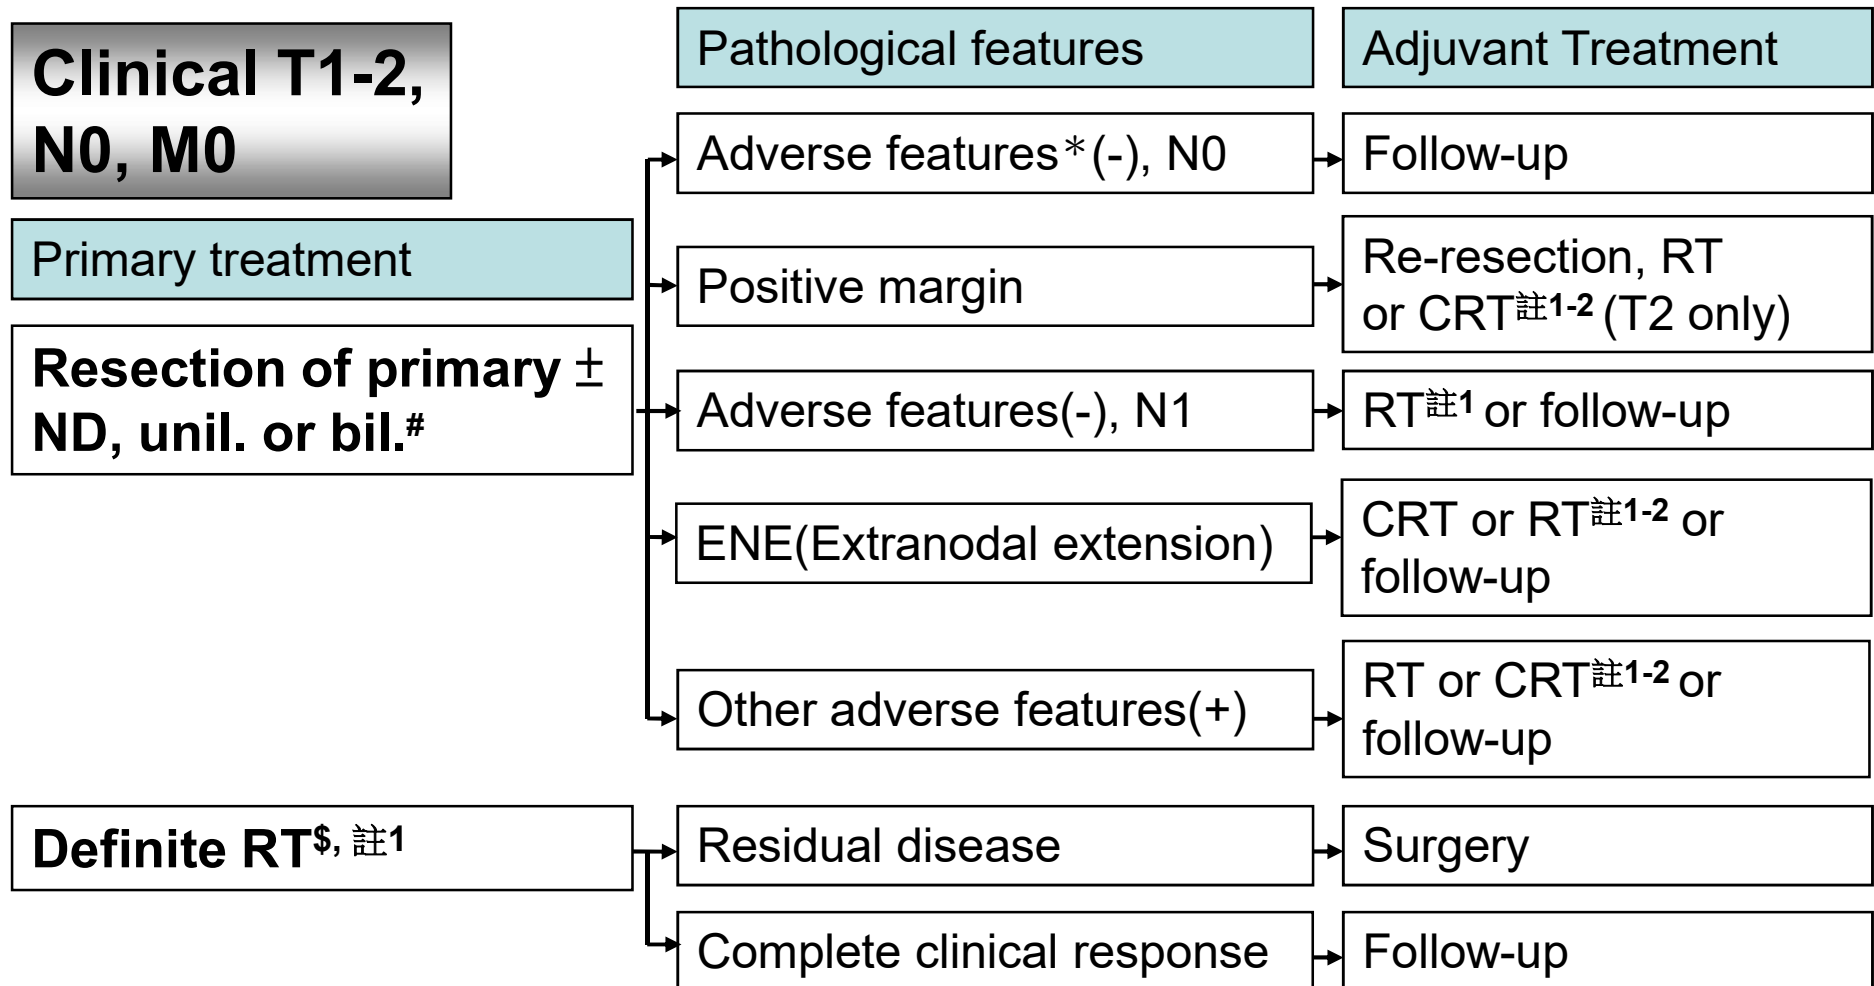 Clinical T1-2,
N0, M0
Primary treatment
Resection of primary ±
ND, unil. or bil.#
Pathological features
Adjuvant Treatment
Adverse features*(-), N0
Follow-up
Positive margin
Re-resection, RT
or CRT註1-2 (T2 only)
Adverse features(-), N1
RT註1 or follow-up
ENE(Extranodal extension)
CRT or RT註1-2 or
follow-up
Other adverse features(+)
RT or CRT註1-2 or
follow-up
Definite RT$, 註1
Residual disease
Surgery
Complete clinical response
Follow-up